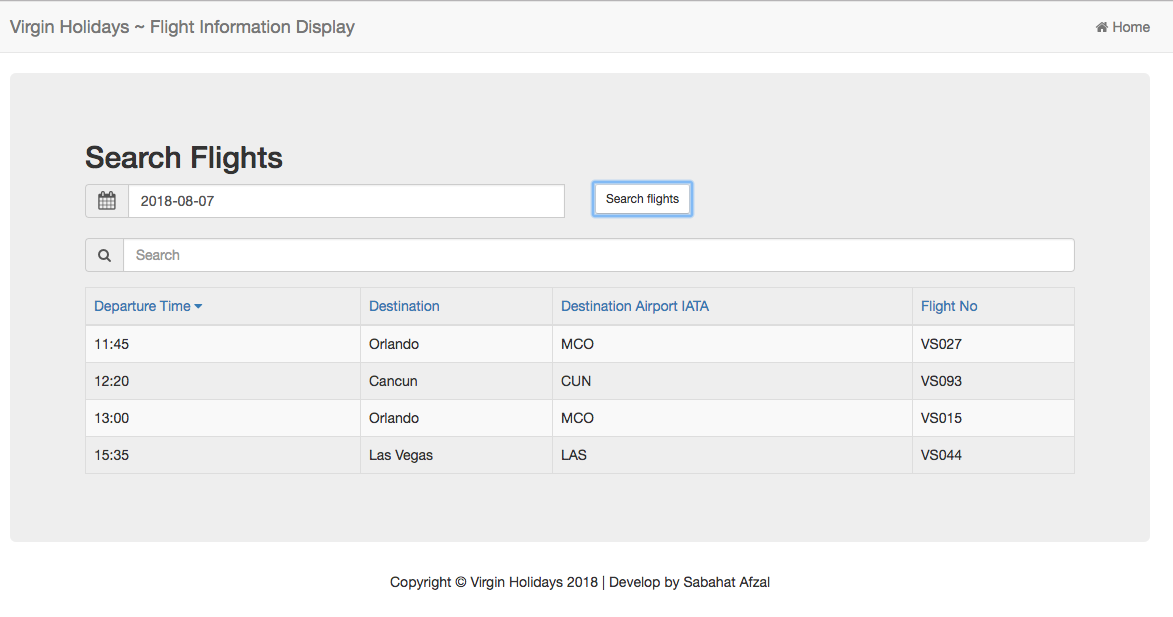 Virgin Holidays ~ Flight Information Display
Home
Search Flights
2018-08-07
Search flights
Search
Departure Time Destination Destination Airport IATA Flight No
11:45 Orlando MCO VS027
12:20 Cancun CUN VS093
13:00 Orlando MCO VS015
15:35 Las Vegas LAS VS044
Copyright © Virgin Holidays 2018 | Develop by Sabahat Afzal